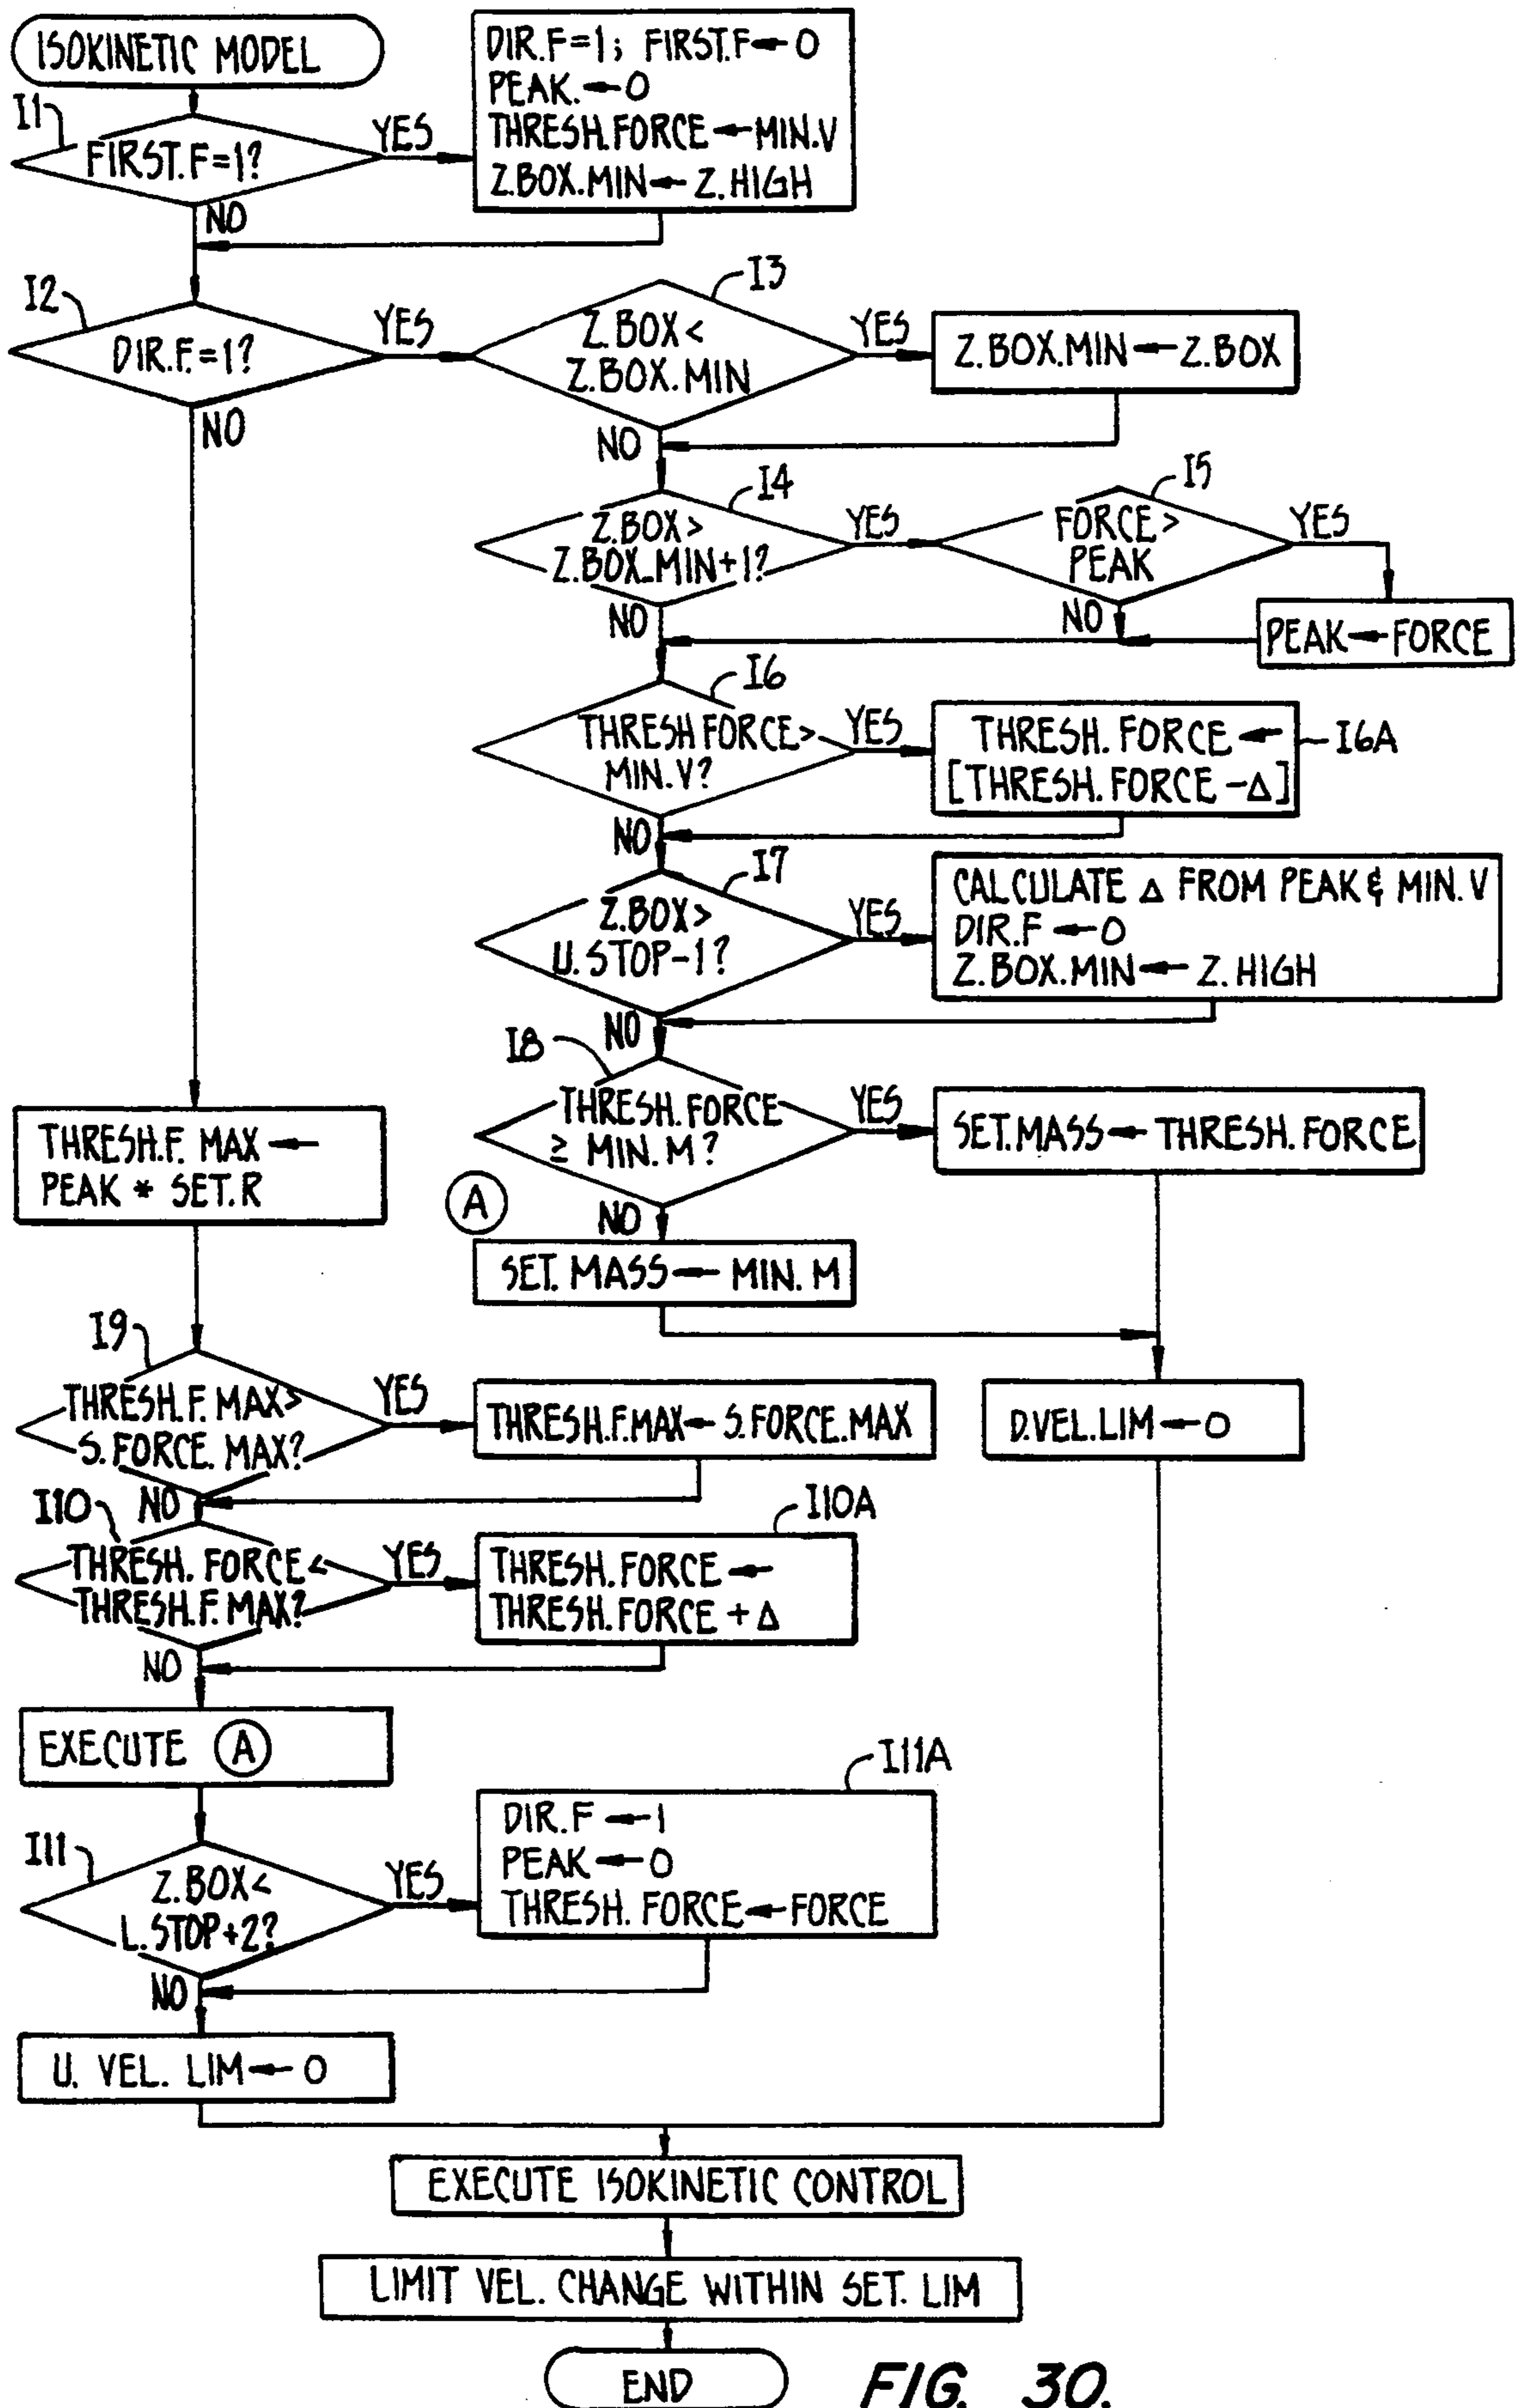 ISOKINETIC MODEL
DIR.F=1; FIRST.F←0
PEAK.←0
THRESH.FORCE←MIN.V
Z.BOX.MIN← Z.HIGH
I1
FIRST.F=1?
YES
NO
I2
DIR.F.=1?
YES
NO
I3
Z.BOX<
Z.BOX.MIN
YES
Z.BOX.MIN←Z.BOX
NO
I4
Z.BOX>
Z.BOX.MIN+1?
YES
I5
FORCE>
PEAK
YES
NO
NO
PEAK←FORCE
I6
THRESH FORCE>
MIN.V?
YES
THRESH. FORCE←
[THRESH. FORCE -Δ]
I6A
NO
I7
Z.BOX>
U.STOP-1?
YES
CALCULATE Δ FROM PEAK & MIN.V
DIR.F ←0
Z.BOX.MIN← Z.HIGH
NO
I8
THRESH.FORCE
≥ MIN.M?
YES
SET.MASS← THRESH.FORCE
A
NO
SET. MASS← MIN. M
THRESH.F. MAX←
PEAK * SET.R
I9
THRESH.F. MAX>
S.FORCE. MAX?
YES
THRESH.F.MAX← S.FORCE.MAX
D.VEL.LIM←0
NO
I10
THRESH. FORCE<
THRESH.F. MAX?
YES
I10A
THRESH.FORCE←
THRESH.FORCE +Δ
NO
EXECUTE A
I11
Z.BOX<
L.STOP+2?
YES
I11A
DIR.F ←1
PEAK←0
THRESH. FORCE←FORCE
NO
U. VEL. LIM← 0
EXECUTE ISOKINETIC CONTROL
LIMIT VEL. CHANGE WITHIN SET. LIM
END
FIG. 30.